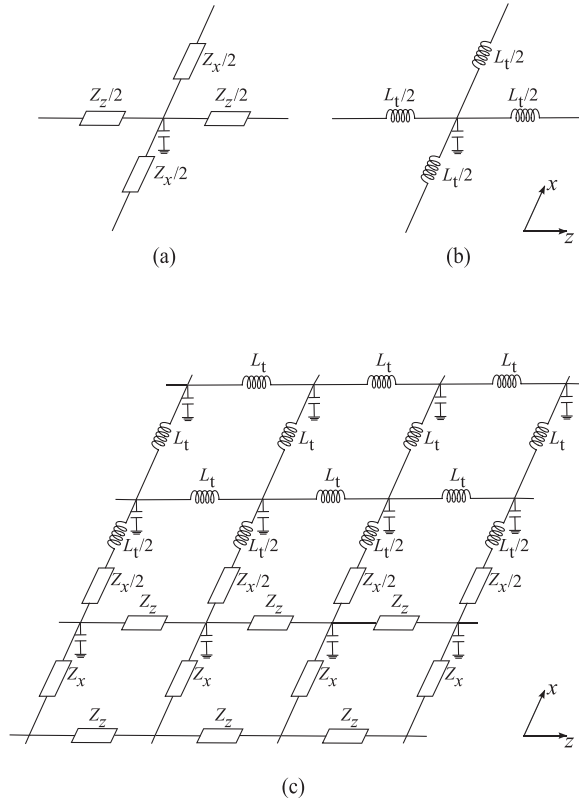 Z_x/2
Z_z/2 Z_z/2
Z_x/2
(a)
L_t/2
L_t/2 L_t/2
L_t/2
x
z
(b)
L_t L_t L_t
L_t L_t L_t L_t
L_t L_t L_t
L_t/2 L_t/2 L_t/2 L_t/2
Z_x/2 Z_x/2 Z_x/2 Z_x/2
Z_z Z_z Z_z
Z_x Z_x Z_x Z_x
Z_z Z_z Z_z
x
z
(c)